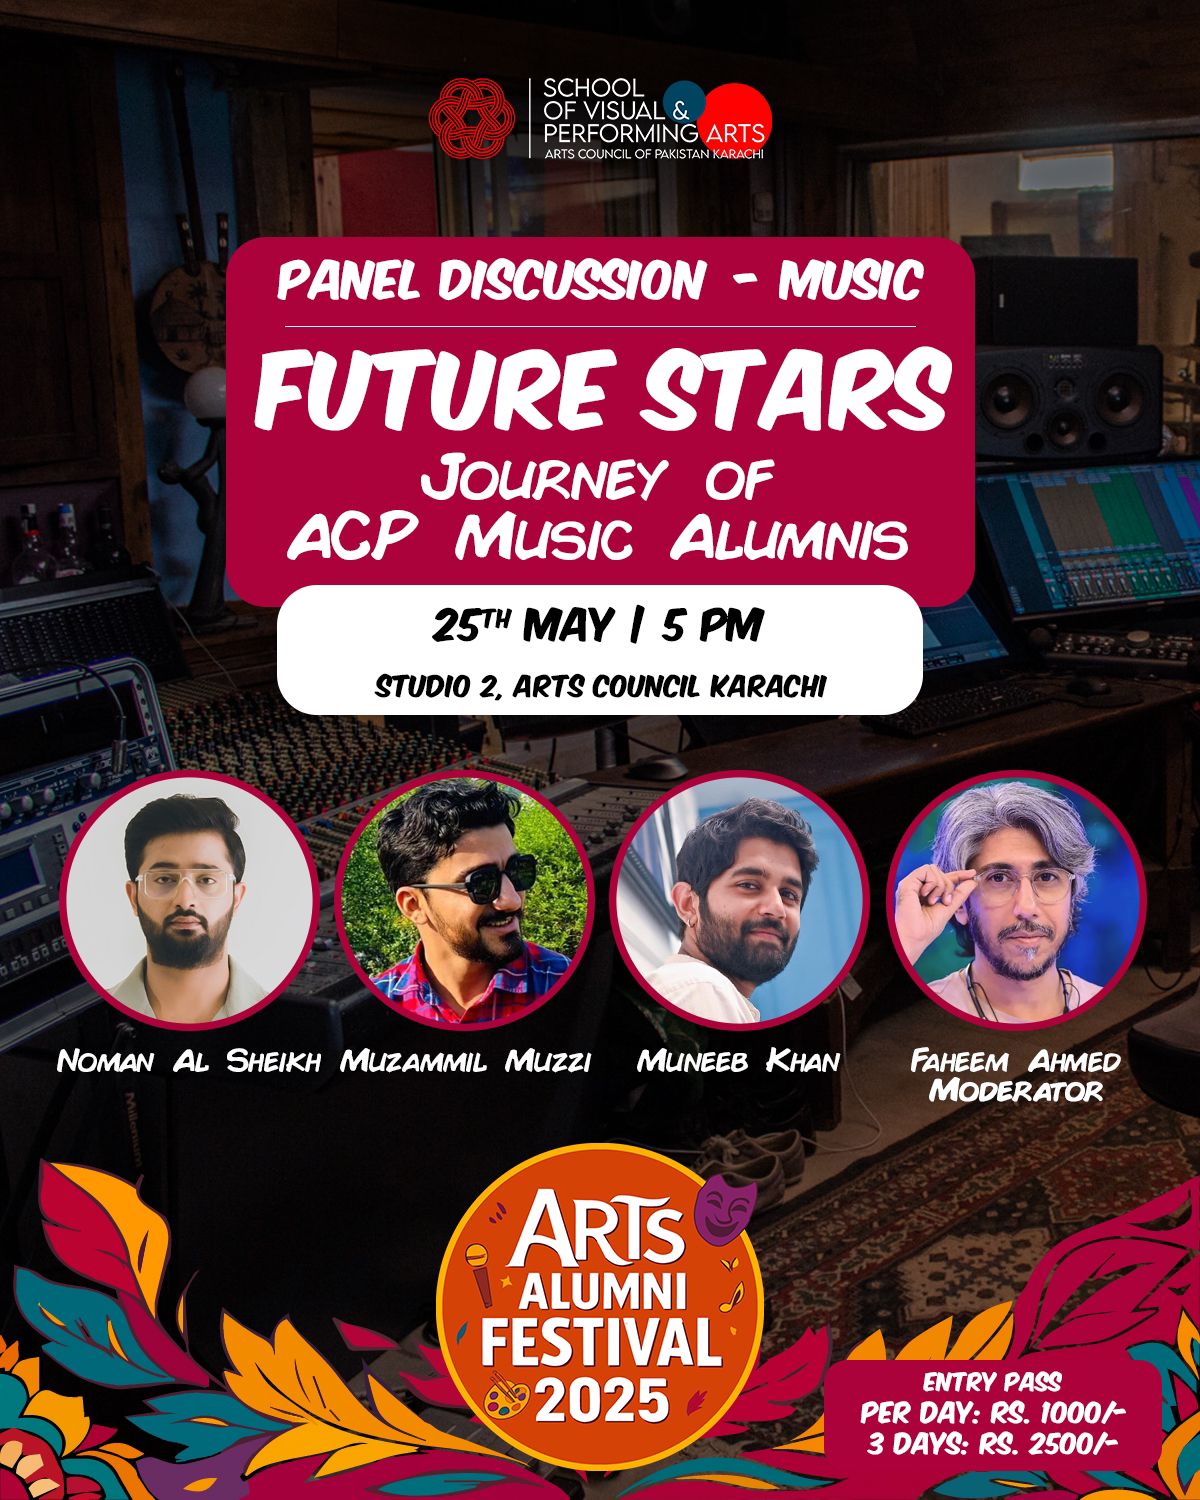 SCHOOL
OF VISUAL &
PERFORMING ARTS
ARTS COUNCIL OF PAKISTAN KARACHI
PANEL DISCUSSION - MUSIC
FUTURE STARS
JOURNEY OF
ACP MUSIC ALUMNIS
25TH MAY | 5 PM
STUDIO 2, ARTS COUNCIL KARACHI
NOMAN AL SHEIKH
MUZAMMIL MUZZI
MUNEEB KHAN
FAHEEM AHMED
MODERATOR
ARTS
ALUMNI
FESTIVAL
2025
ENTRY PASS
PER DAY: RS. 1000/-
3 DAYS: RS. 2500/-